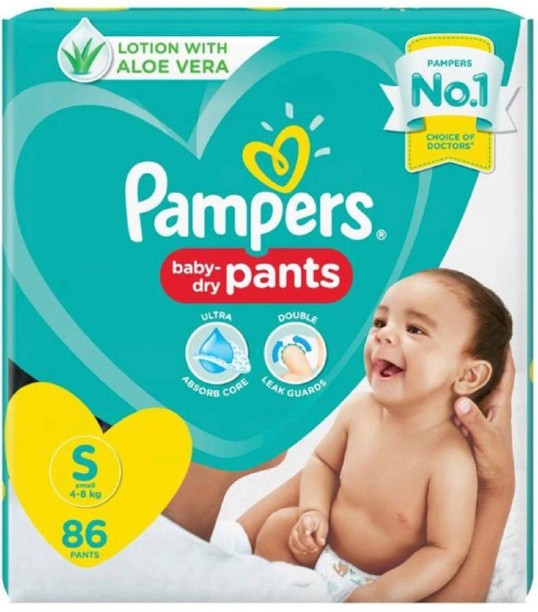 LOTION WITH
ALOE VERA
PAMPERS
No.1
CHOICE OF
DOCTORS*
Pampers®
baby-
dry pants
ULTRA
ABSORB CORE
DOUBLE
LEAK GUARDS
S
small
4-8 kg
86
PANTS